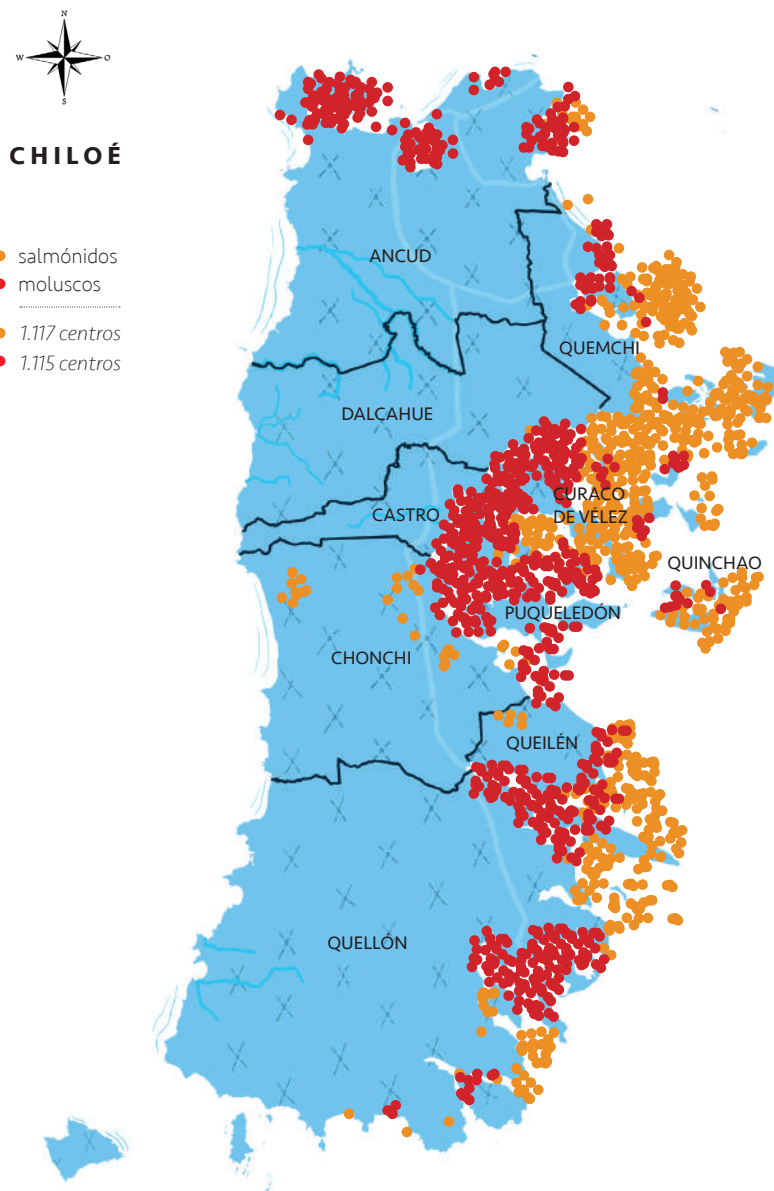 N
W O
S
CHILOÉ
salmónidos
moluscos
1.117 centros
1.115 centros
ANCUD
QUEMCHI
DALCAHUE
CURACO
DE VÉLEZ
CASTRO
QUINCHAO
PUQUELEDÓN
CHONCHI
QUEILÉN
QUELLÓN